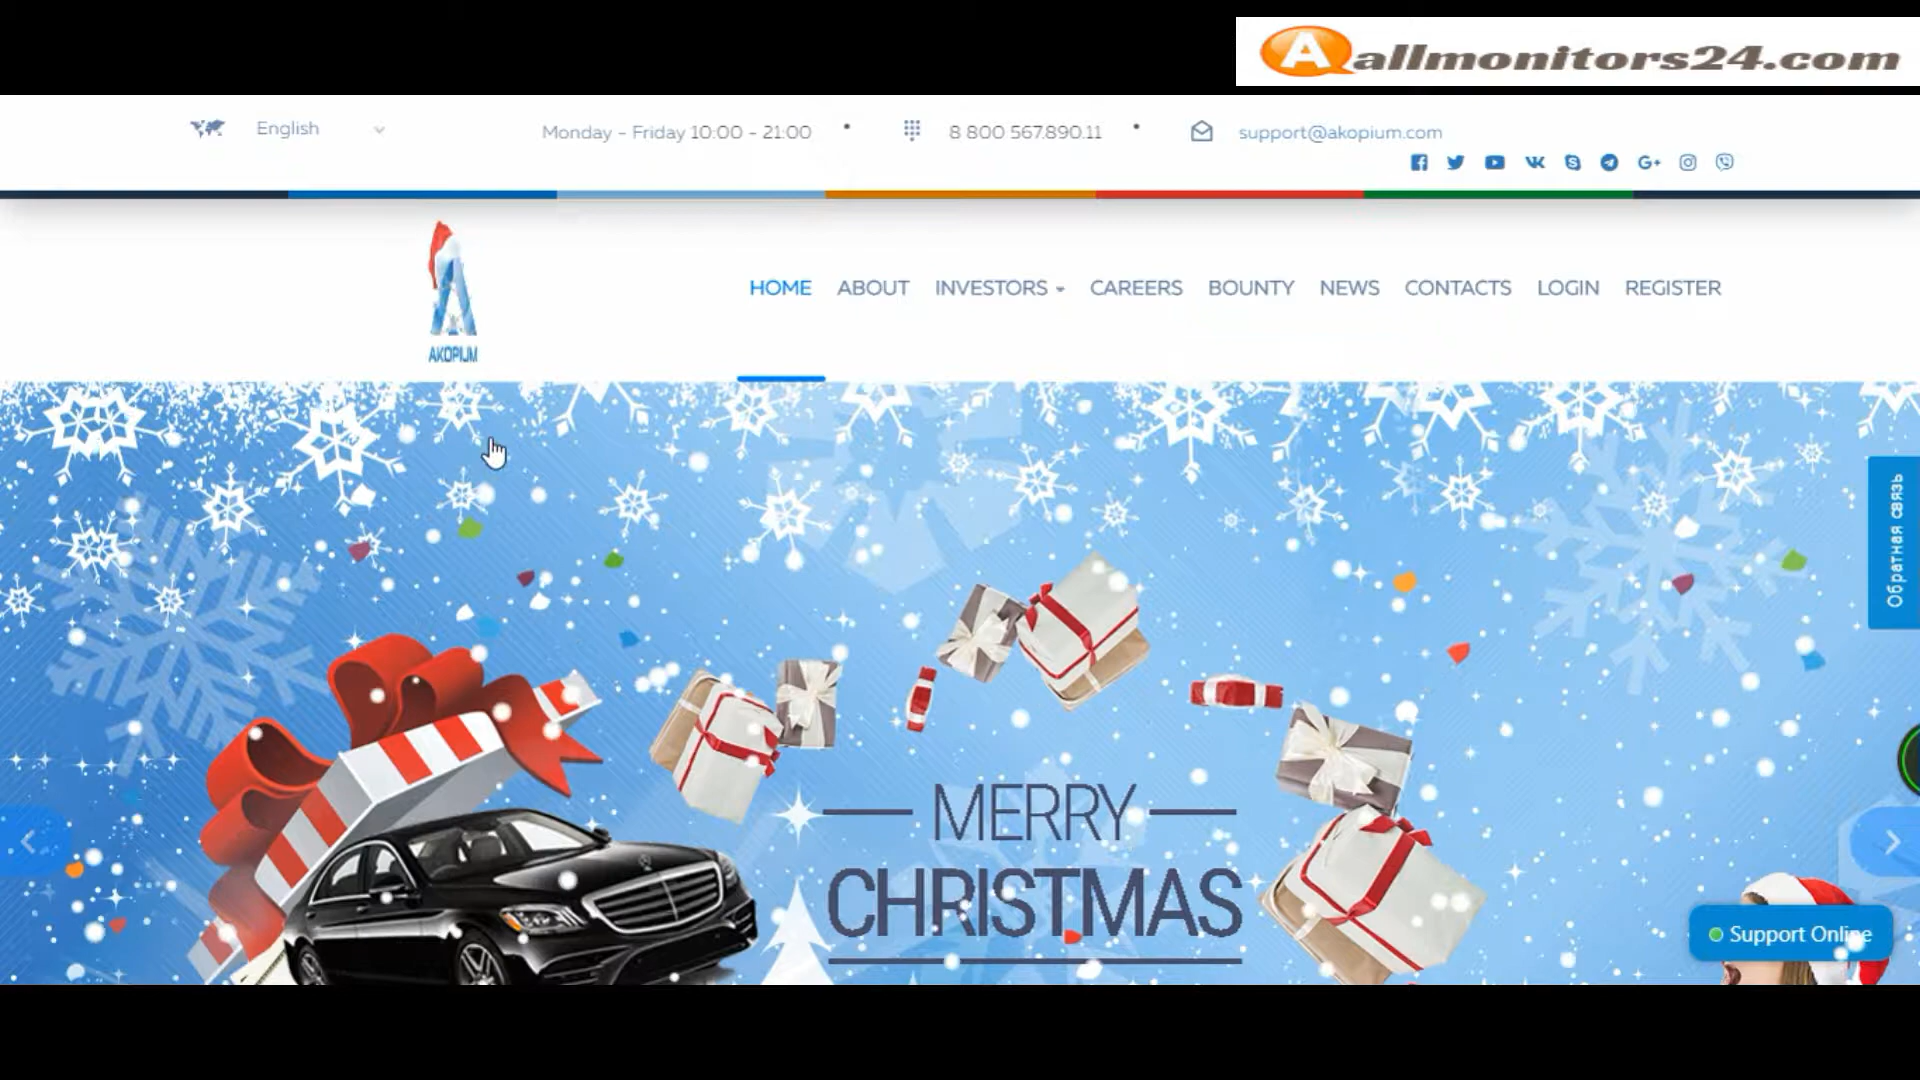 allmonitors24.com
English
Monday - Friday 10:00 - 21:00
8 800 567.890.11
support@akopium.com
AKOPIJM
HOME ABOUT INVESTORS CAREERS BOUNTY NEWS CONTACTS LOGIN REGISTER
Обратная связь
MERRY
CHRISTMAS
Support Online